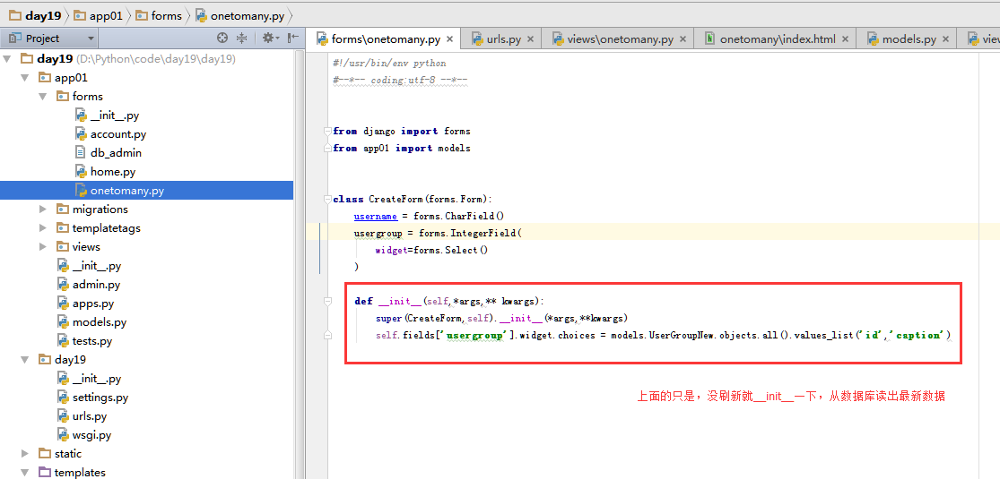 day19 app01 forms onetomany.py
Project
forms\onetomany.py × urls.py × views\onetomany.py × onetomany\index.html × models.py × viev
day19 (D:\Python\code\day19\day19)
app01
forms
__init__.py
account.py
db_admin
home.py
onetomany.py
migrations
templatetags
views
__init__.py
admin.py
apps.py
models.py
tests.py
day19
__init__.py
settings.py
urls.py
wsgi.py
static
templates
#!/usr/bin/env python
#--*-- coding:utf-8 --*--
from django import forms
from app01 import models
class CreateForm(forms.Form):
username = forms.CharField()
usergroup = forms.IntegerField(
widget=forms.Select()
)
def __init__(self,*args,** kwargs):
super(CreateForm,self).__init__(*args,**kwargs)
self.fields['usergroup'].widget.choices = models.UserGroupNew.objects.all().values_list('id','caption')
上面的只是，没刷新就__init__一下，从数据库读出最新数据